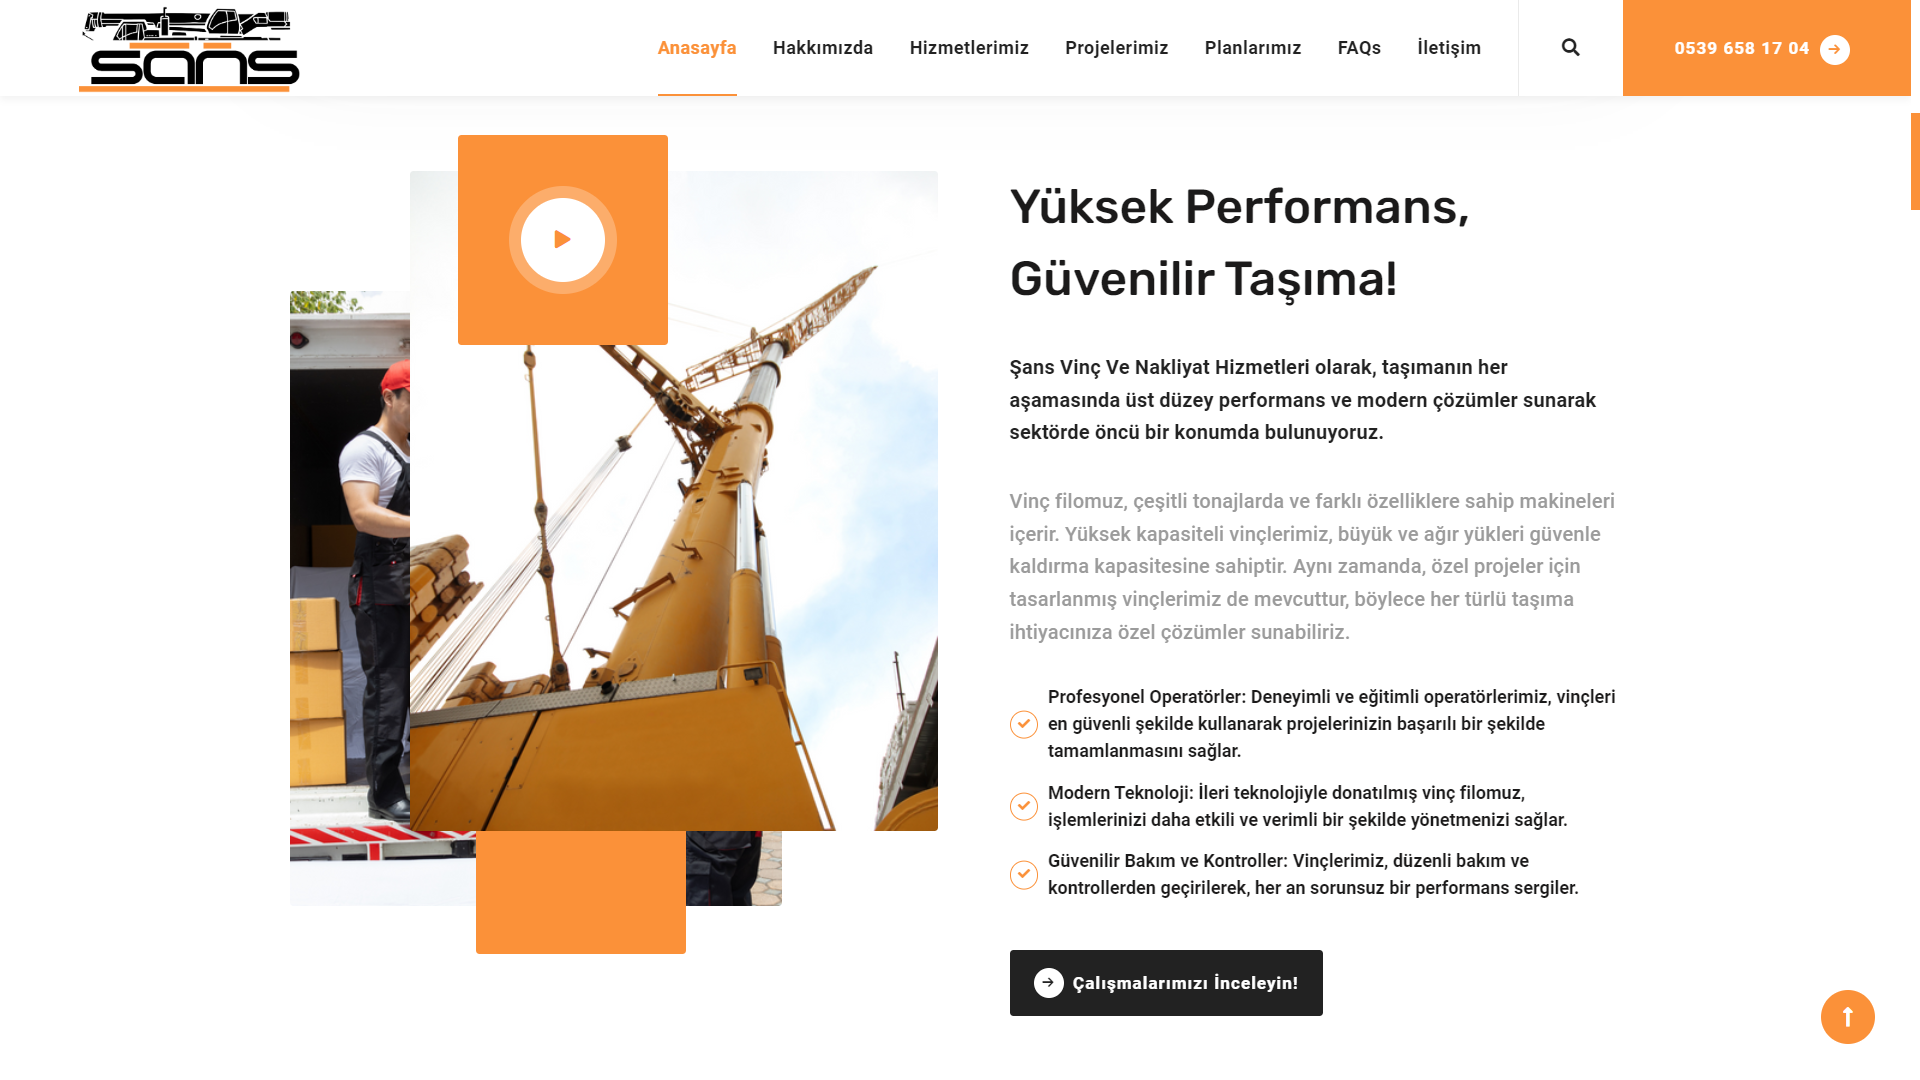 sans
Anasayfa
Hakkımızda
Hizmetlerimiz
Projelerimiz
Planlarımız
FAQs
İletişim
0539 658 17 04
Yüksek Performans,
Güvenilir Taşıma!
Şans Vinç Ve Nakliyat Hizmetleri olarak, taşımanın her
aşamasında üst düzey performans ve modern çözümler sunarak
sektörde öncü bir konumda bulunuyoruz.
Vinç filomuz, çeşitli tonajlarda ve farklı özelliklere sahip makineleri
içerir. Yüksek kapasiteli vinçlerimiz, büyük ve ağır yükleri güvenle
kaldırma kapasitesine sahiptir. Aynı zamanda, özel projeler için
tasarlanmış vinçlerimiz de mevcuttur, böylece her türlü taşıma
ihtiyacınıza özel çözümler sunabiliriz.
Profesyonel Operatörler: Deneyimli ve eğitimli operatörlerimiz, vinçleri
en güvenli şekilde kullanarak projelerinizin başarılı bir şekilde
tamamlanmasını sağlar.
Modern Teknoloji: İleri teknolojiyle donatılmış vinç filomuz,
işlemlerinizi daha etkili ve verimli bir şekilde yönetmenizi sağlar.
Güvenilir Bakım ve Kontroller: Vinçlerimiz, düzenli bakım ve
kontrollerden geçirilerek, her an sorunsuz bir performans sergiler.
Çalışmalarımızı İnceleyin!